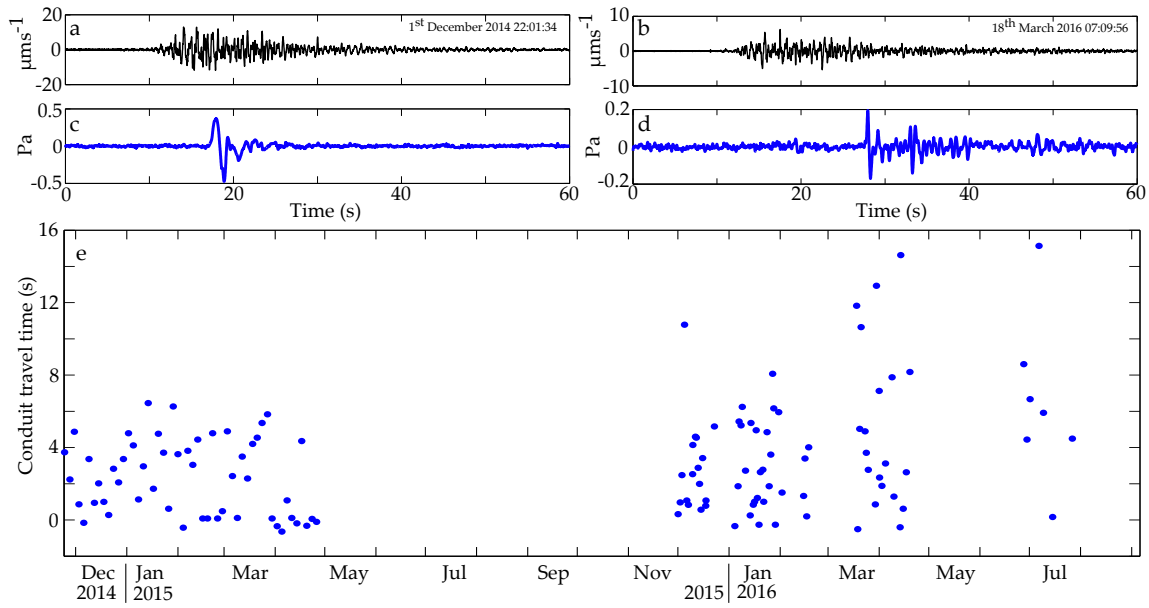 a
1st December 2014 22:01:34
μms-1
20
0
-20
b
18th March 2016 07:09:56
μms-1
10
0
-10
c
Pa
0.5
0
-0.5
0 20 40 60
Time (s)
d
Pa
0.2
0
-0.2
0 20 40 60
Time (s)
e
Conduit travel time (s)
16
12
8
4
0
Dec Jan Mar May Jul Sep Nov Jan Mar May Jul
2014 2015 2015 2016